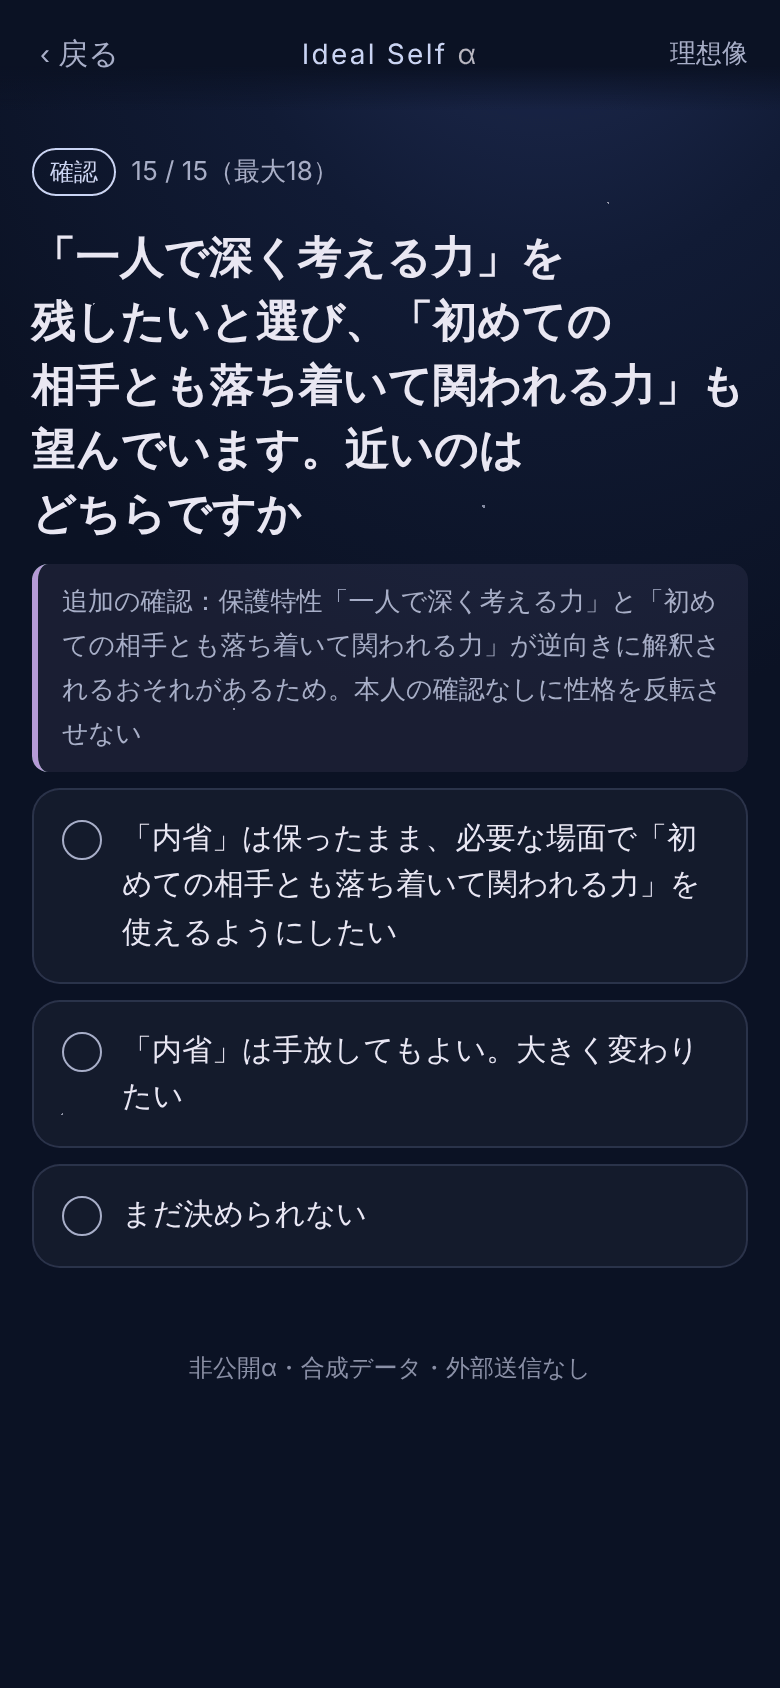 ‹ 戻る
Ideal Self α
理想像
確認
15 / 15（最大18）
「一人で深く考える力」を
残したいと選び、「初めての
相手とも落ち着いて関われる力」も
望んでいます。近いのは
どちらですか
追加の確認：保護特性「一人で深く考える力」と「初め
ての相手とも落ち着いて関われる力」が逆向きに解釈さ
れるおそれがあるため。本人の確認なしに性格を反転さ
せない
「内省」は保ったまま、必要な場面で「初
めての相手とも落ち着いて関われる力」を
使えるようにしたい
「内省」は手放してもよい。大きく変わり
たい
まだ決められない
非公開α・合成データ・外部送信なし